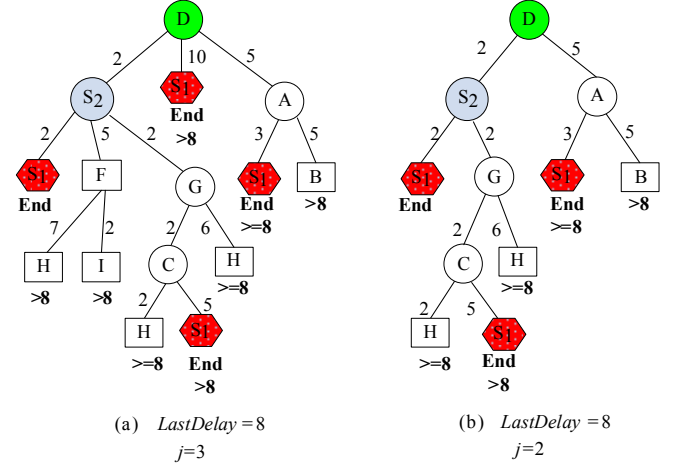 D
2
10
5
S2
S1
End
>8
A
2
5
2
3
5
S1
End
F
G
S1
End
>=8
B
>8
7
2
2
6
H
>8
I
>8
C
H
>=8
2
5
H
>=8
S1
End
>8
(a) LastDelay = 8
j=3
D
2
5
S2
A
2
2
3
5
S1
End
G
S1
End
>=8
B
>8
2
6
C
H
>=8
2
5
H
>=8
S1
End
>8
(b) LastDelay = 8
j=2